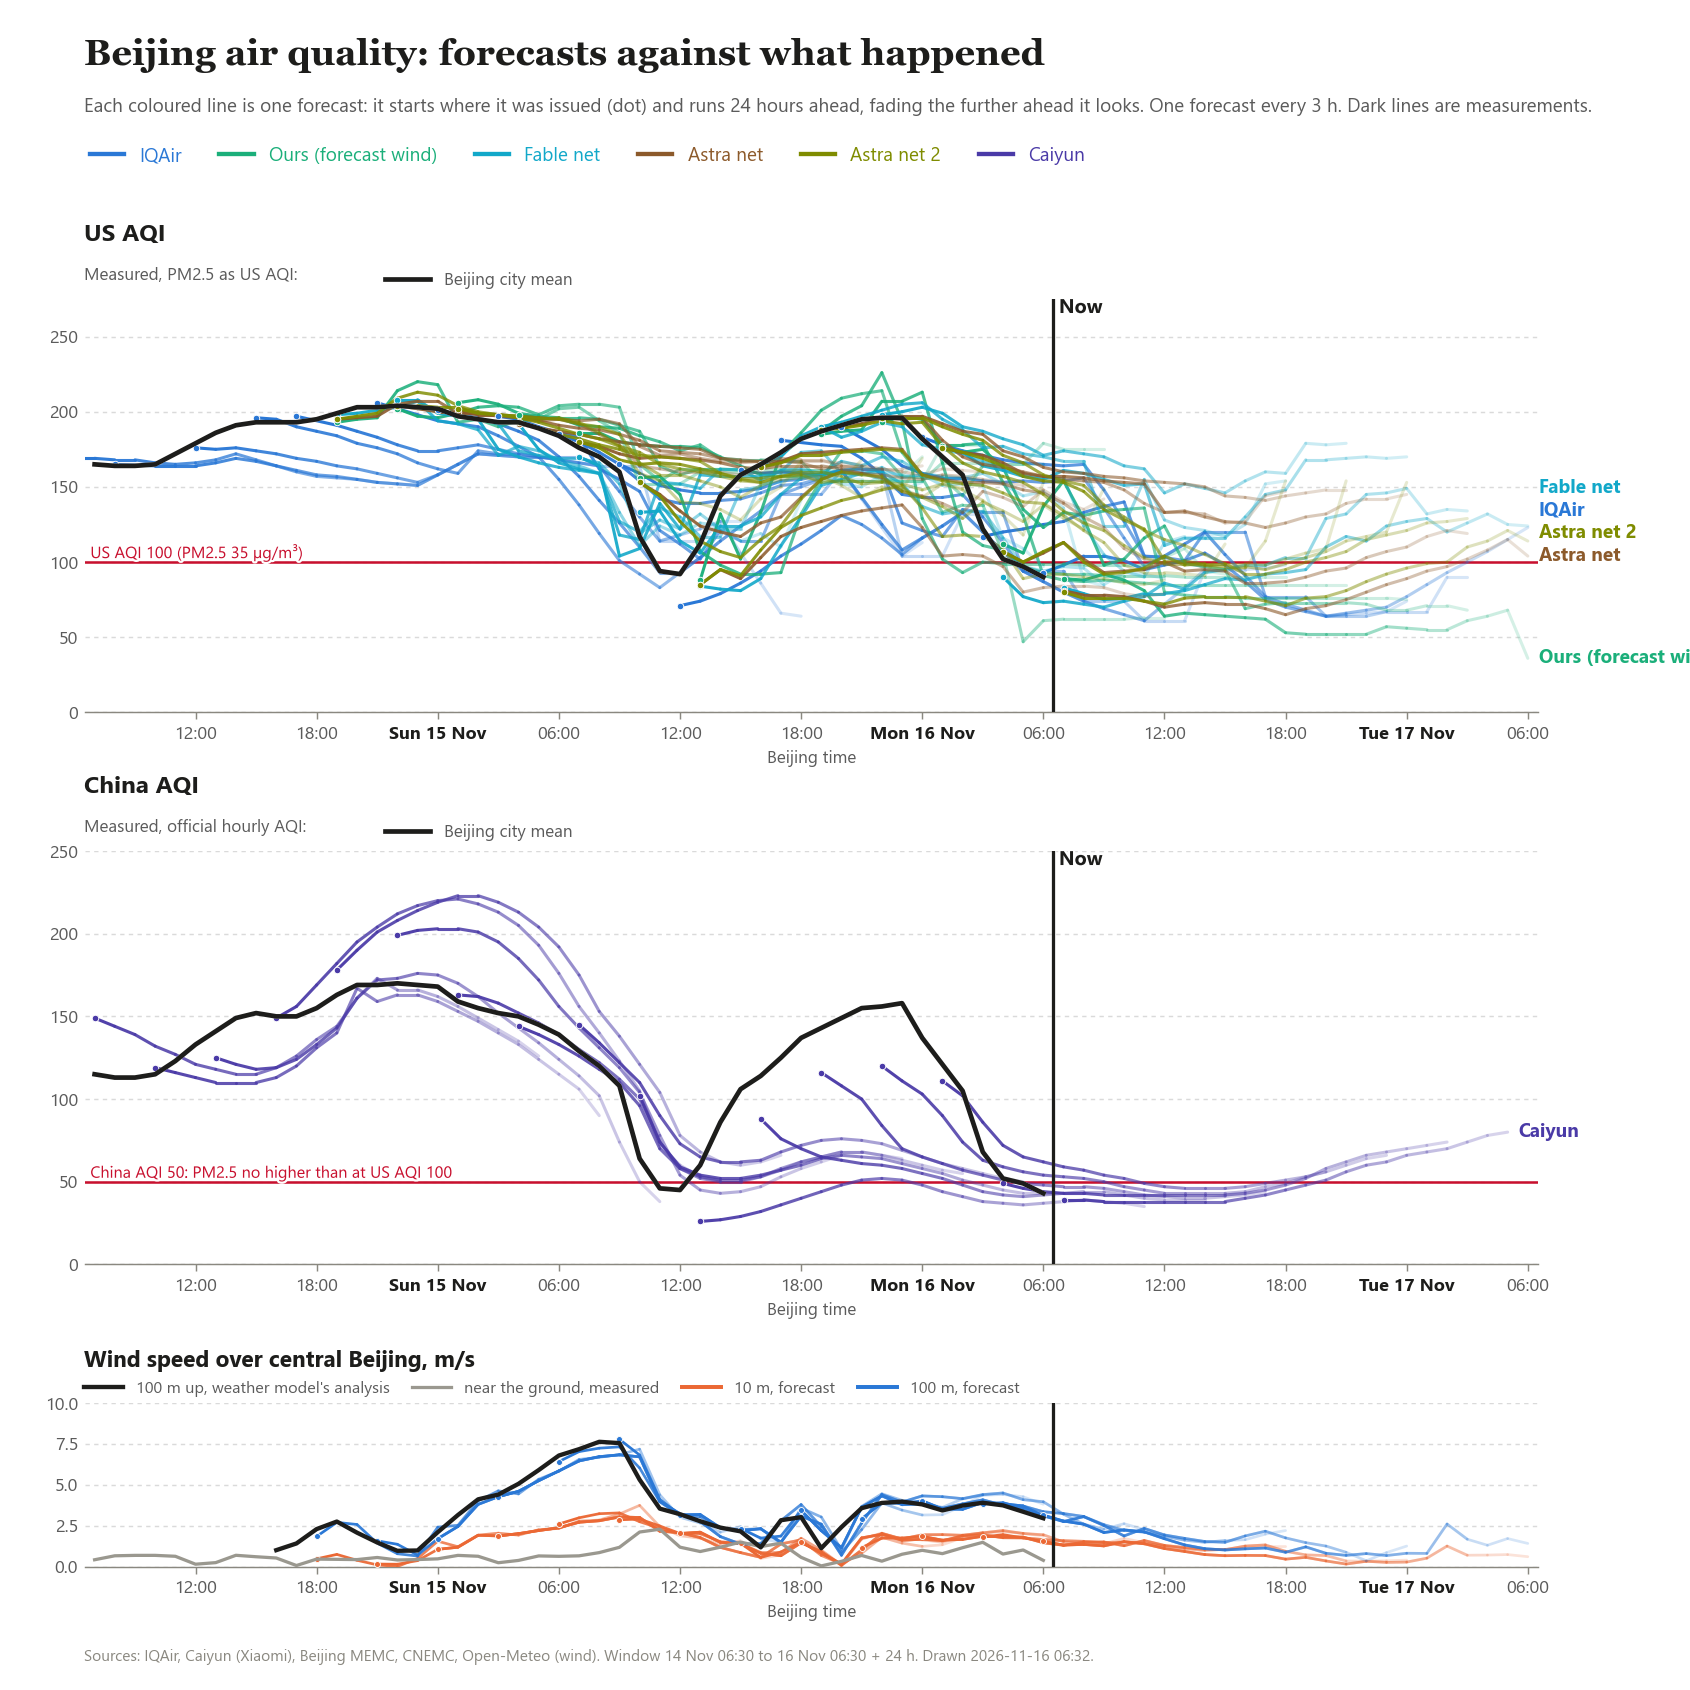 Beijing air quality: forecasts against what happened
Each coloured line is one forecast: it starts where it was issued (dot) and runs 24 hours ahead, fading the further ahead it looks. One forecast every 3 h. Dark lines are measurements.
IQAir Ours (forecast wind) Fable net Astra net Astra net 2 Caiyun
US AQI
Measured, PM2.5 as US AQI: Beijing city mean
Now
250
200
150
100
50
0
US AQI 100 (PM2.5 35 µg/m³)
Fable net
IQAir
Astra net 2
Astra net
Ours (forecast wi
12:00 18:00 Sun 15 Nov 06:00 12:00 18:00 Mon 16 Nov 06:00 12:00 18:00 Tue 17 Nov 06:00
Beijing time
China AQI
Measured, official hourly AQI: Beijing city mean
Now
250
200
150
100
50
0
China AQI 50: PM2.5 no higher than at US AQI 100
Caiyun
12:00 18:00 Sun 15 Nov 06:00 12:00 18:00 Mon 16 Nov 06:00 12:00 18:00 Tue 17 Nov 06:00
Beijing time
Wind speed over central Beijing, m/s
100 m up, weather model's analysis near the ground, measured 10 m, forecast 100 m, forecast
10.0
7.5
5.0
2.5
0.0
12:00 18:00 Sun 15 Nov 06:00 12:00 18:00 Mon 16 Nov 06:00 12:00 18:00 Tue 17 Nov 06:00
Beijing time
Sources: IQAir, Caiyun (Xiaomi), Beijing MEMC, CNEMC, Open-Meteo (wind). Window 14 Nov 06:30 to 16 Nov 06:30 + 24 h. Drawn 2026-11-16 06:32.